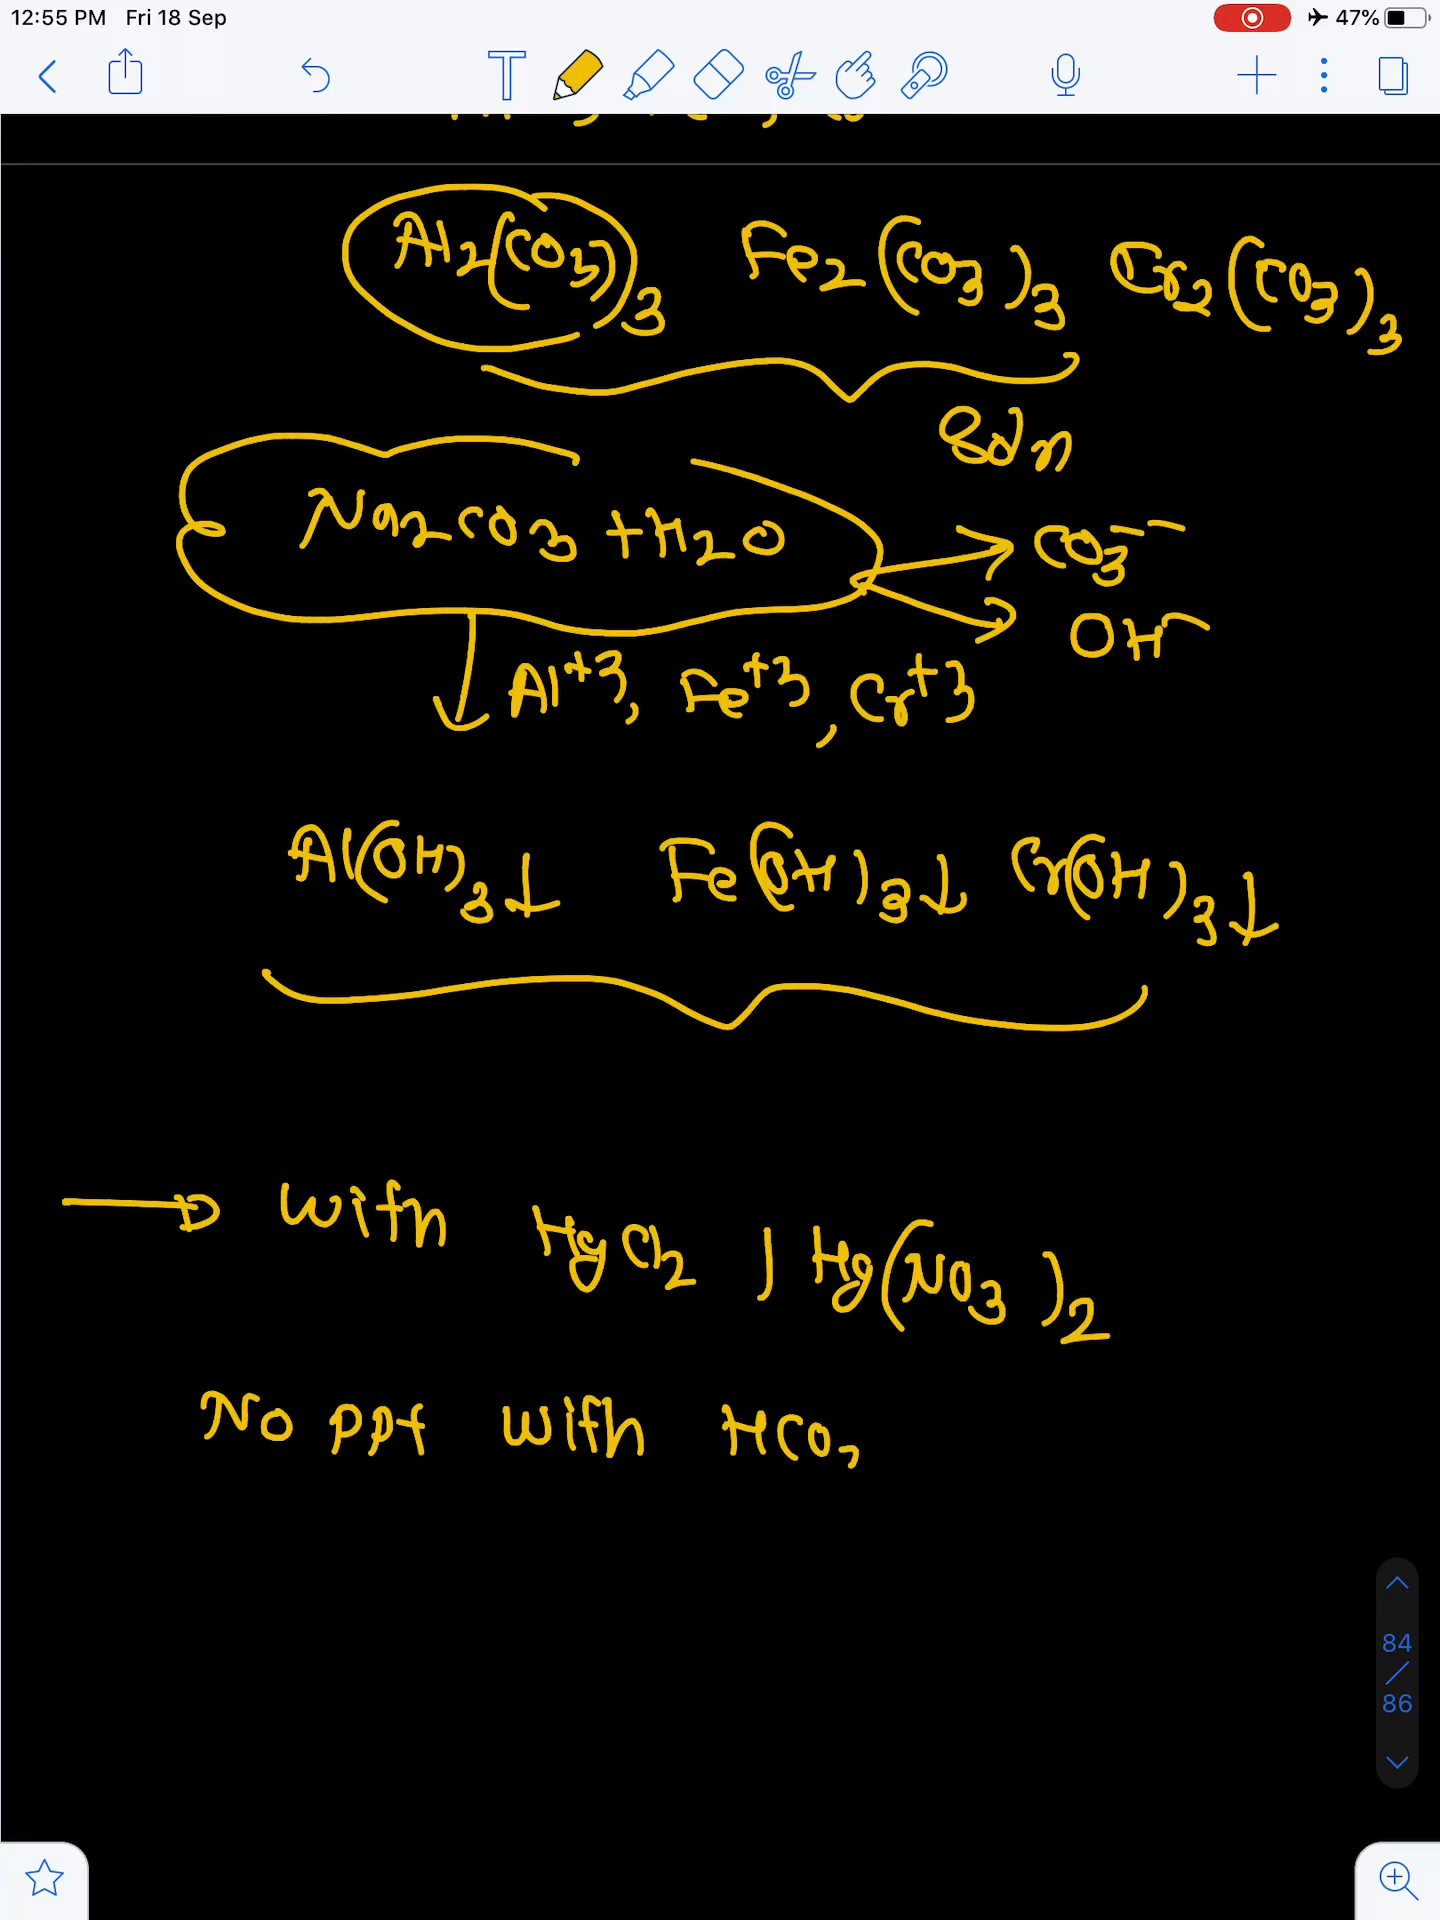 12:55 PM Fri 18 Sep 47%
Al2(CO3)3 Fe2(CO3)3 Cr2(CO3)3
Soln
Na2CO3 + H2O
CO3--
OH-
Al+3, Fe+3, Cr+3
Al(OH)3↓ Fe(OH)3↓ Cr(OH)3↓
→ with HgCl2 / Hg(NO3)2
No ppt with HCO3
84
/
86